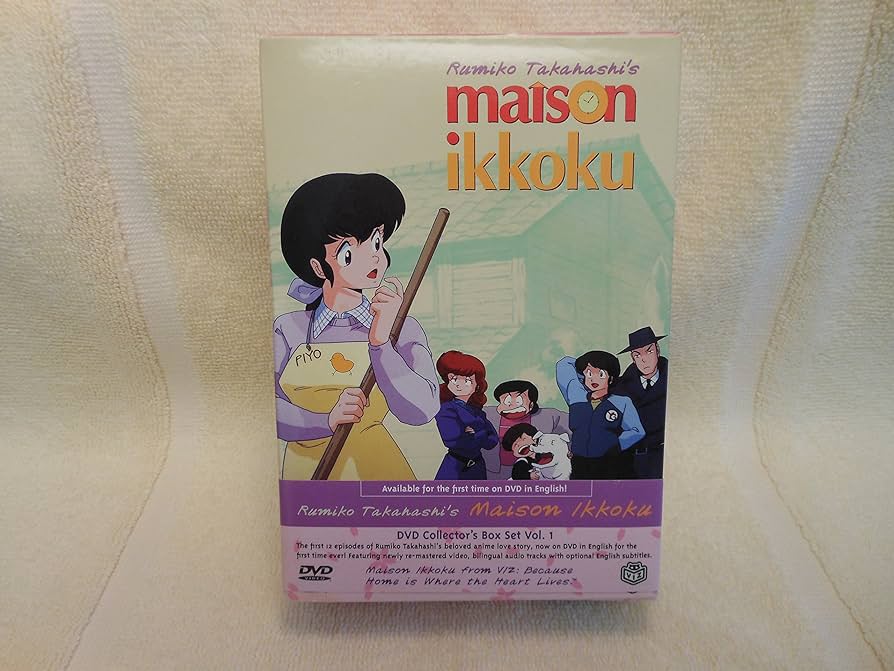 Rumiko Takahashi's
maison
ikkoku
PIYO
Available for the first time on DVD in English!
Rumiko Takahashi's Maison Ikkoku
DVD Collector's Box Set Vol. 1
The first 12 episodes of Rumiko Takahashi's beloved anime love story, now on DVD in English for the
first time ever! Featuring newly re-mastered video, bilingual audio tracks with optional English subtitles.
Maison Ikkoku from VIZ: Because
Home is Where the Heart Lives.™
DVD
VIDEO
VIZ